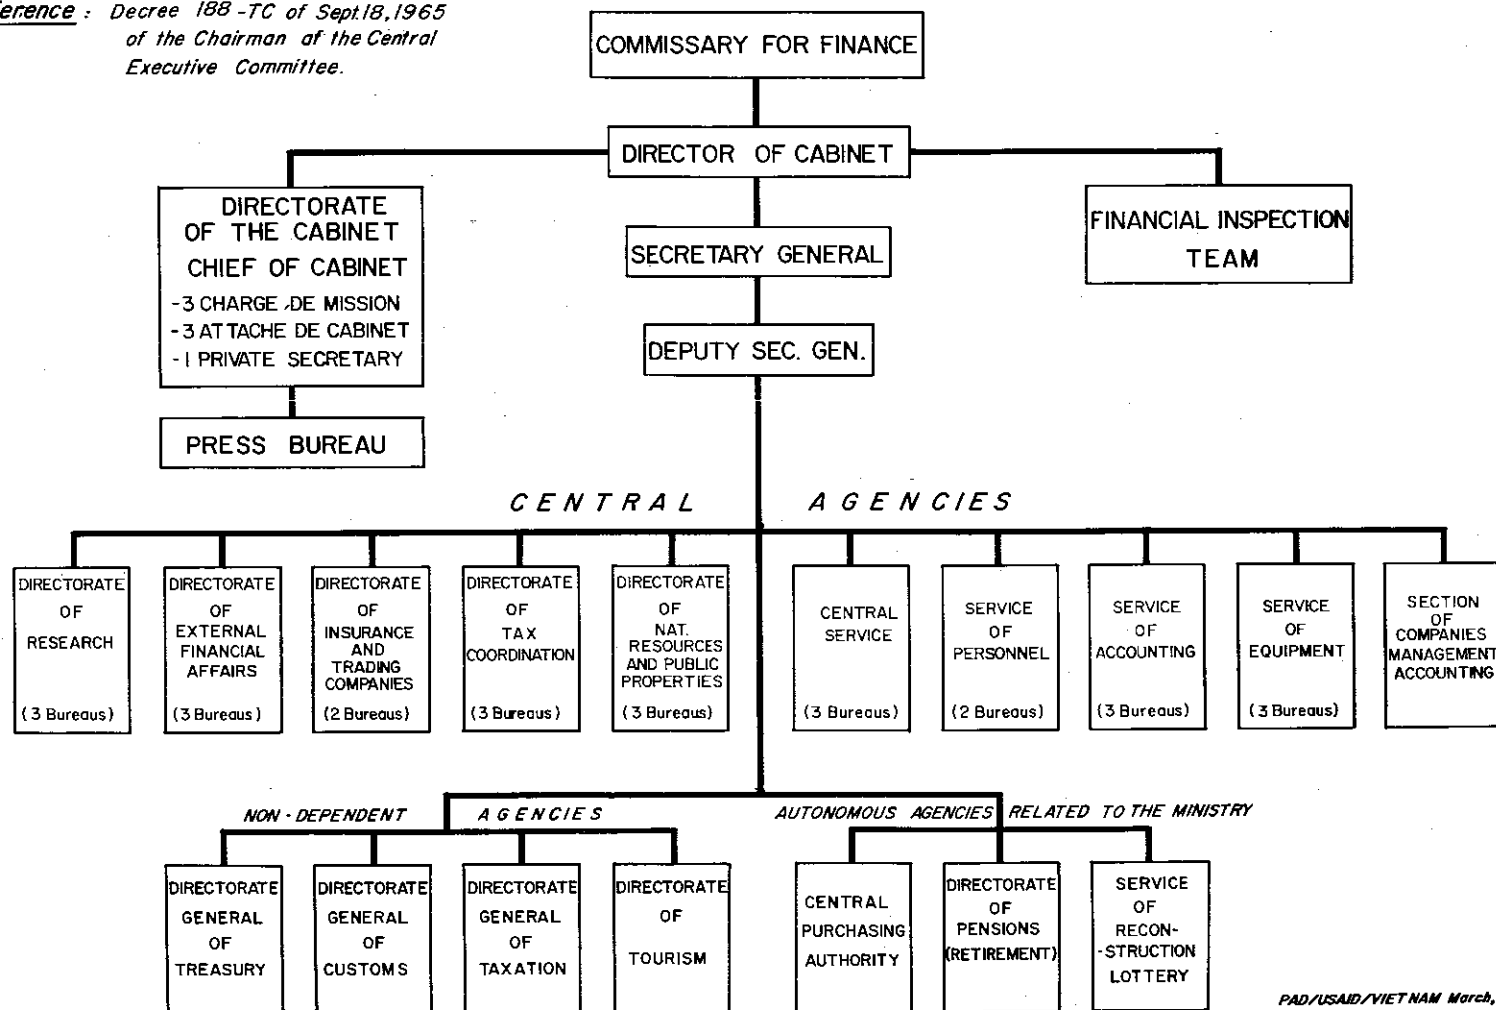 erence : Decree 188-TC of Sept.18,1965
of the Chairman of the Central
Executive Committee.
COMMISSARY FOR FINANCE
DIRECTOR OF CABINET
DIRECTORATE
OF THE CABINET
CHIEF OF CABINET
-3 CHARGE DE MISSION
-3 ATTACHE DE CABINET
-1 PRIVATE SECRETARY
SECRETARY GENERAL
FINANCIAL INSPECTION
TEAM
DEPUTY SEC. GEN.
PRESS BUREAU
CENTRAL AGENCIES
DIRECTORATE
OF
RESEARCH
(3 Bureaus)
DIRECTORATE
OF
EXTERNAL
FINANCIAL
AFFAIRS
(3 Bureaus)
DIRECTORATE
OF
INSURANCE
AND
TRADING
COMPANIES
(2 Bureaus)
DIRECTORATE
OF
TAX
COORDINATION
(3 Bureaus)
DIRECTORATE
OF
NAT.
RESOURCES
AND PUBLIC
PROPERTIES
(3 Bureaus)
CENTRAL
SERVICE
(3 Bureaus)
SERVICE
OF
PERSONNEL
(2 Bureaus)
SERVICE
OF
ACCOUNTING
(3 Bureaus)
SERVICE
OF
EQUIPMENT
(3 Bureaus)
SECTION
OF
COMPANIES
MANAGEMENT
ACCOUNTING
NON-DEPENDENT AGENCIES
AUTONOMOUS AGENCIES RELATED TO THE MINISTRY
DIRECTORATE
GENERAL
OF
TREASURY
DIRECTORATE
GENERAL
OF
CUSTOMS
DIRECTORATE
GENERAL
OF
TAXATION
DIRECTORATE
OF
TOURISM
CENTRAL
PURCHASING
AUTHORITY
DIRECTORATE
OF
PENSIONS
(RETIREMENT)
SERVICE
OF
RECON-
-STRUCTION
LOTTERY
PAD/USAID/VIETNAM March,